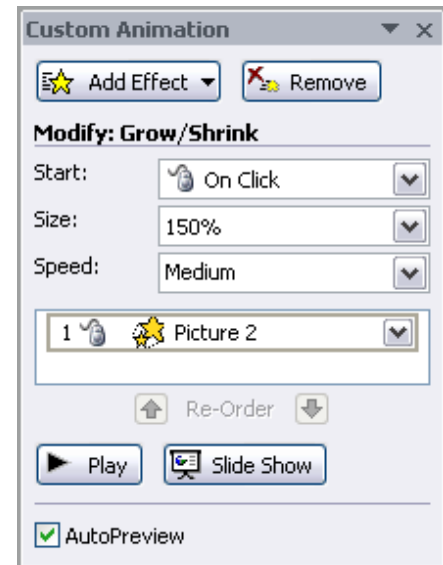 Custom Animation
Add Effect Remove
Modify: Grow/Shrink
Start: On Click
Size: 150%
Speed: Medium
1 Picture 2
Re-Order
Play Slide Show
AutoPreview